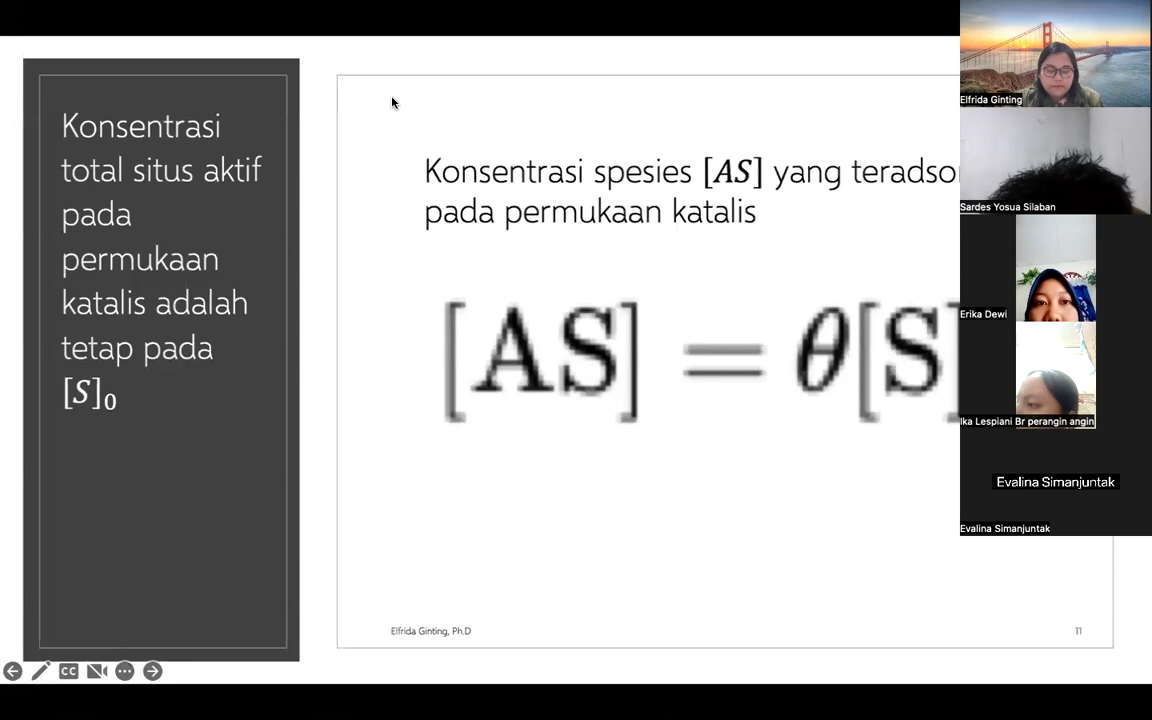 Konsentrasi
total situs aktif
pada
permukaan
katalis adalah
tetap pada
[S]₀
Konsentrasi spesies [AS] yang
pada permukaan katalis
[AS] = θ[S]
Elfrida Ginting, Ph.D
11
CC
Elfrida Ginting
Sardes Yosua Silaban
Erika Dewi
Ika Lespiani Br perangin angin
Evalina Simanjuntak
Evalina Simanjuntak